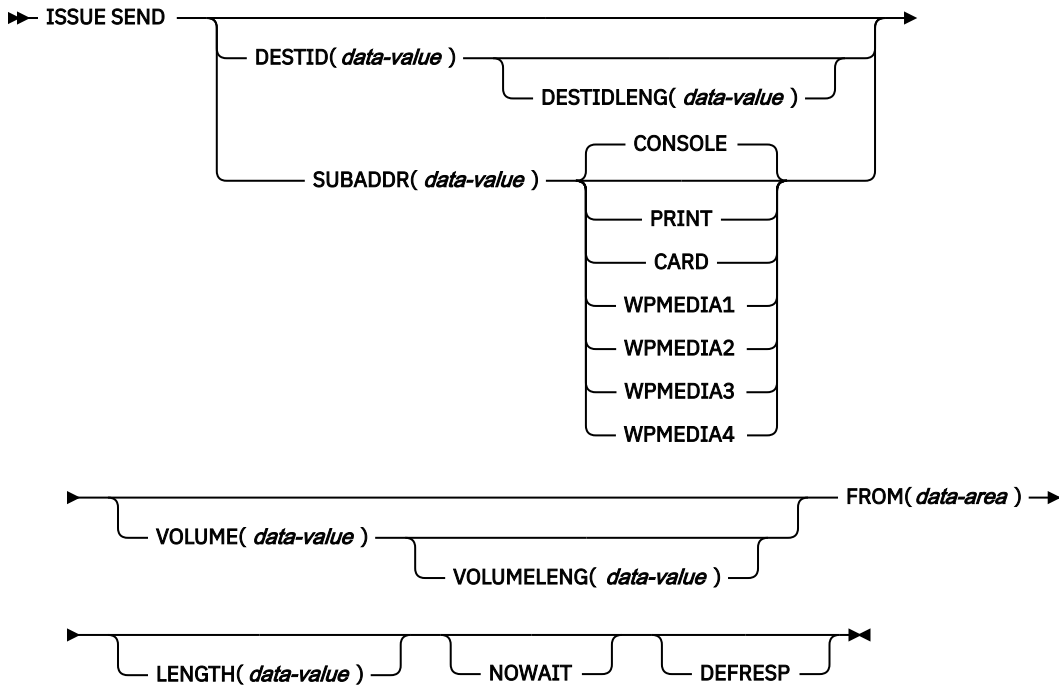 ISSUE SEND
DESTID( data-value )
DESTIDLENG( data-value )
SUBADDR( data-value )
CONSOLE
PRINT
CARD
WPMEDIA1
WPMEDIA2
WPMEDIA3
WPMEDIA4
VOLUME( data-value )
VOLUMELENG( data-value )
FROM( data-area )
LENGTH( data-value )
NOWAIT
DEFRESP